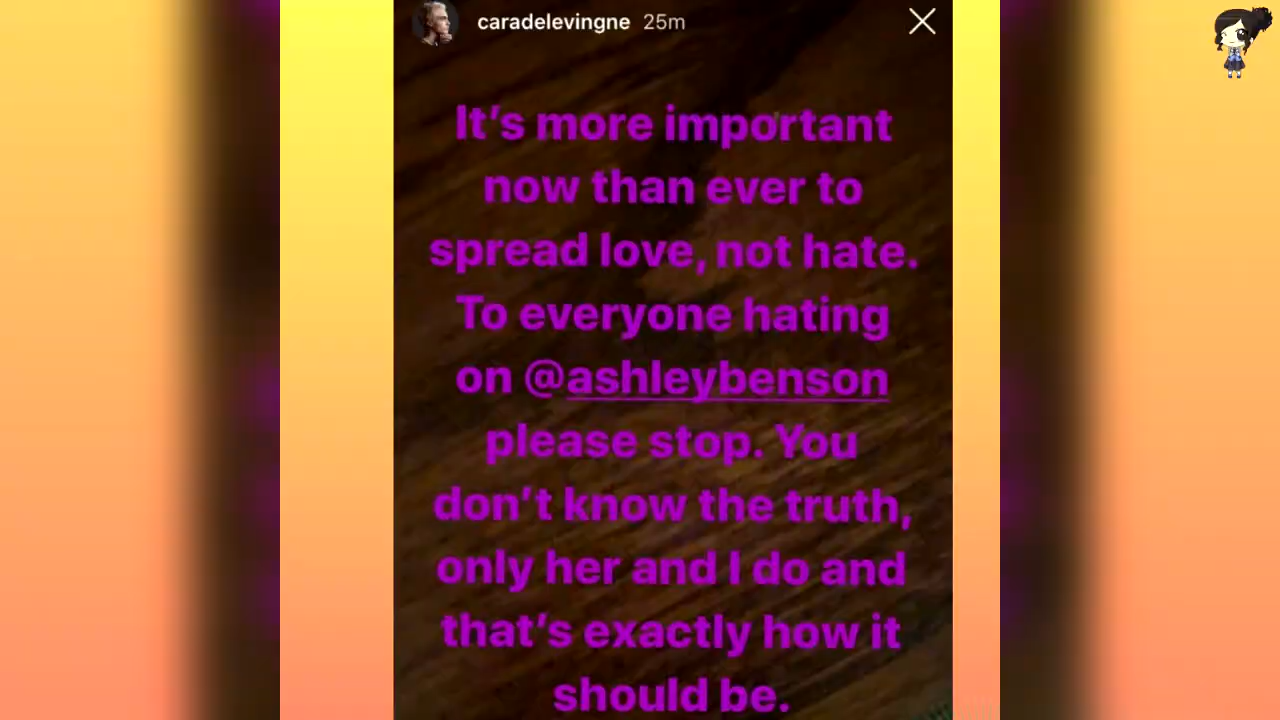 caradelevingne 25m
It’s more important
now than ever to
spread love, not hate.
To everyone hating
on @ashleybenson
please stop. You
don’t know the truth,
only her and I do and
that’s exactly how it
should be.